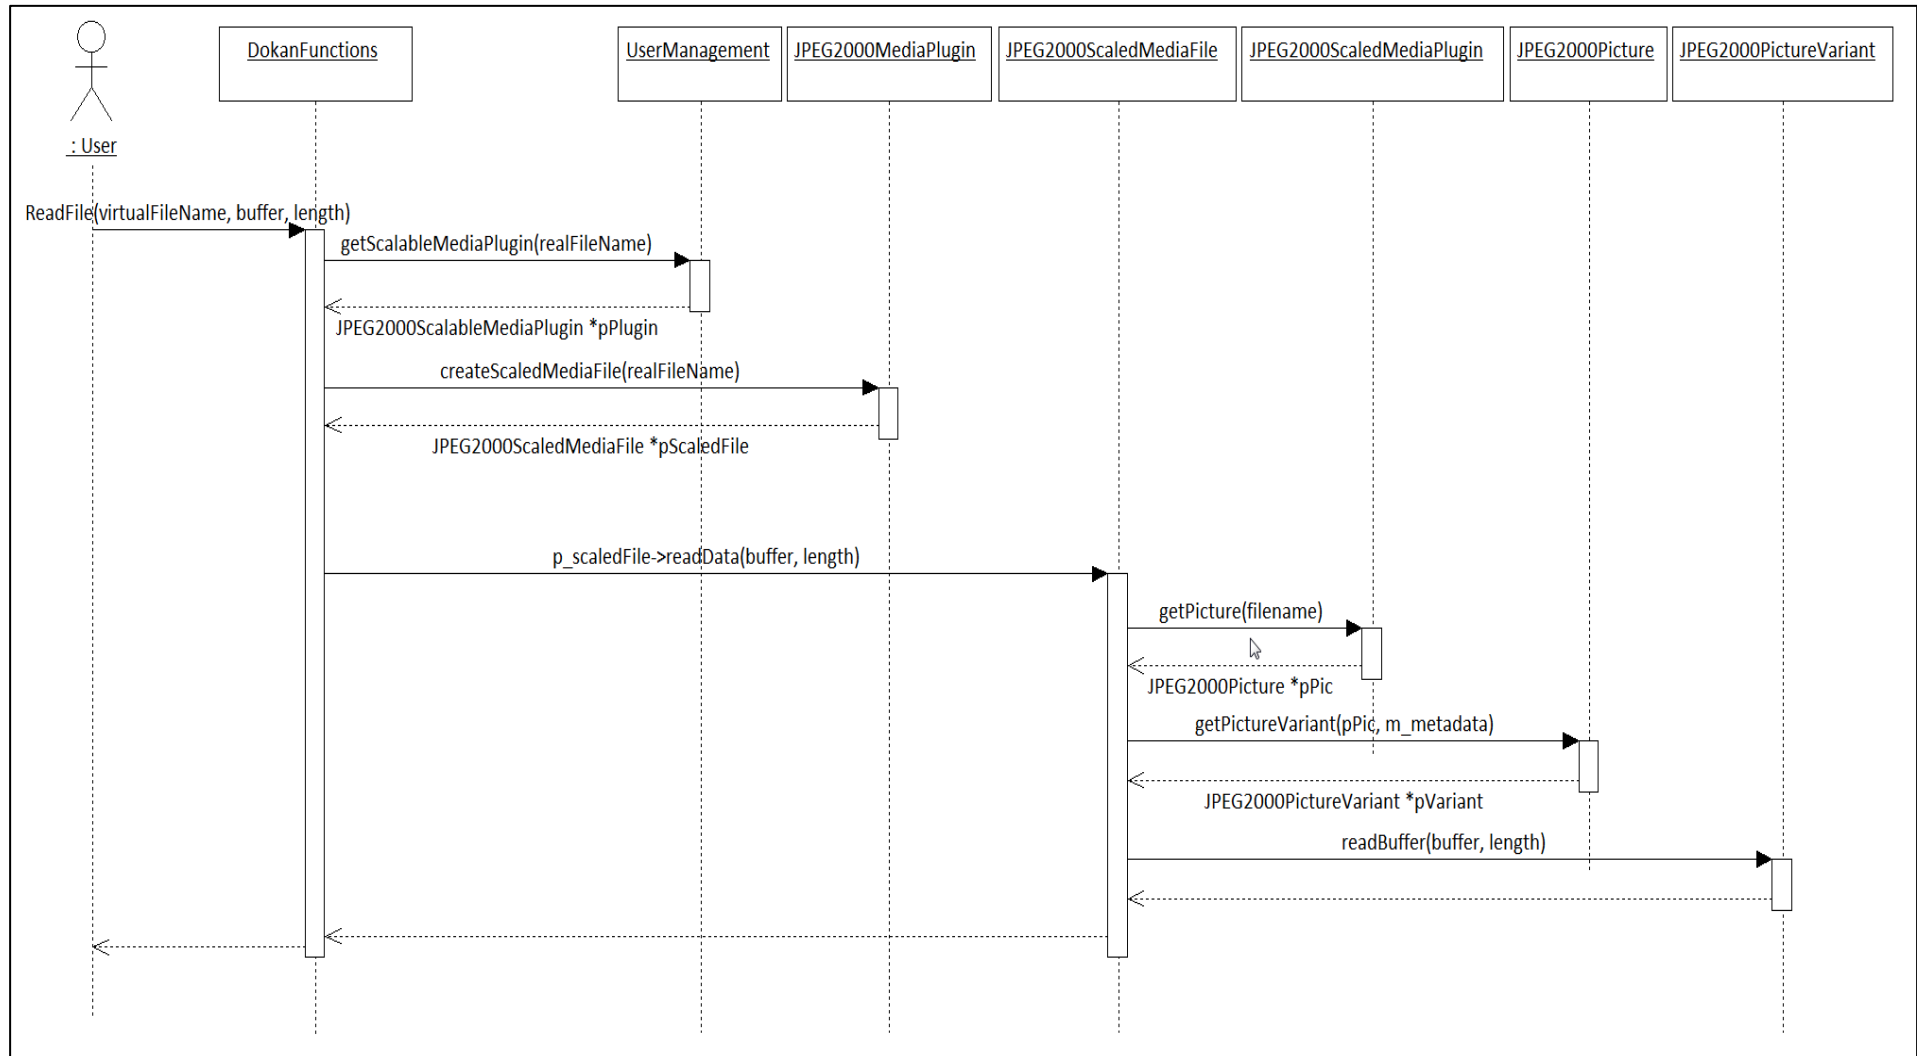 DokanFunctions
UserManagement
JPEG2000MediaPlugin
JPEG2000ScaledMediaFile
JPEG2000ScaledMediaPlugin
JPEG2000Picture
JPEG2000PictureVariant
: User
ReadFile(virtualFileName, buffer, length)
getScalableMediaPlugin(realFileName)
JPEG2000ScalableMediaPlugin *pPlugin
createScaledMediaFile(realFileName)
JPEG2000ScaledMediaFile *pScaledFile
p_scaledFile->readData(buffer, length)
getPicture(filename)
JPEG2000Picture *pPic
getPictureVariant(pPic, m_metadata)
JPEG2000PictureVariant *pVariant
readBuffer(buffer, length)